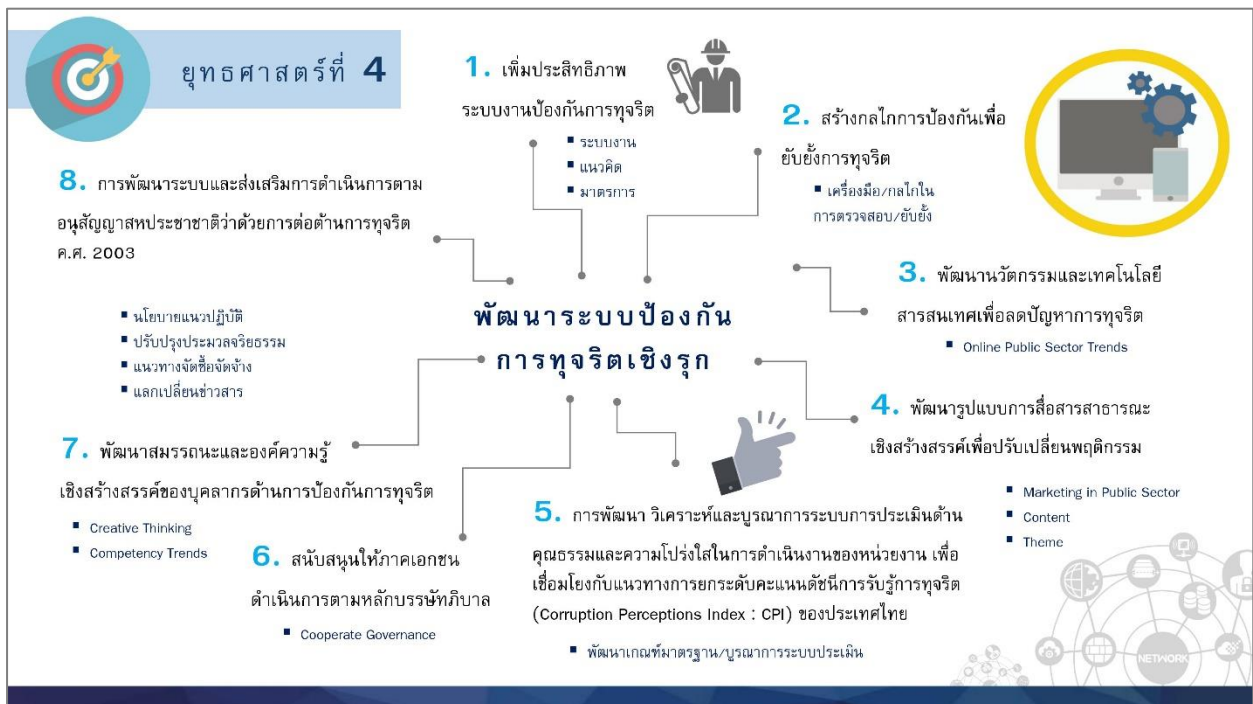 ยุทธศาสตร์ที่ 4
1. เพิ่มประสิทธิภาพ
ระบบงานป้องกันการทุจริต
▪ ระบบงาน
▪ แนวคิด
▪ มาตรการ
2. สร้างกลไกการป้องกันเพื่อ
ยับยั้งการทุจริต
▪ เครื่องมือ/กลไกใน
การตรวจสอบ/ยับยั้ง
3. พัฒนานวัตกรรมและเทคโนโลยี
สารสนเทศเพื่อลดปัญหาการทุจริต
▪ Online Public Sector Trends
4. พัฒนารูปแบบการสื่อสารสาธารณะ
เชิงสร้างสรรค์เพื่อปรับเปลี่ยนพฤติกรรม
▪ Marketing in Public Sector
▪ Content
▪ Theme
5. การพัฒนา วิเคราะห์และบูรณาการระบบการประเมินด้าน
คุณธรรมและความโปร่งใสในการดำเนินงานของหน่วยงาน เพื่อ
เชื่อมโยงกับแนวทางการยกระดับคะแนนดัชนีการรับรู้การทุจริต
(Corruption Perceptions Index : CPI) ของประเทศไทย
▪ พัฒนาเกณฑ์มาตรฐาน/บูรณาการระบบประเมิน
6. สนับสนุนให้ภาคเอกชน
ดำเนินการตามหลักบรรษัทภิบาล
▪ Cooperate Governance
7. พัฒนาสมรรถนะและองค์ความรู้
เชิงสร้างสรรค์ของบุคลากรด้านการป้องกันการทุจริต
▪ Creative Thinking
▪ Competency Trends
8. การพัฒนาระบบและส่งเสริมการดำเนินการตาม
อนุสัญญาสหประชาชาติว่าด้วยการต่อต้านการทุจริต
ค.ศ. 2003
▪ นโยบายแนวปฏิบัติ
▪ ปรับปรุงประมวลจริยธรรม
▪ แนวทางจัดซื้อจัดจ้าง
▪ แลกเปลี่ยนข่าวสาร
พัฒนาระบบป้องกัน
การทุจริตเชิงรุก
NETWORK